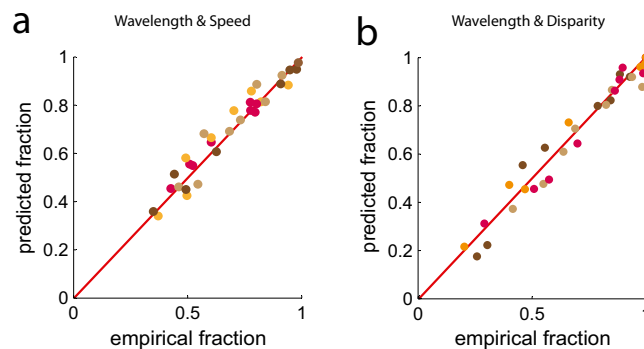 a
Wavelength & Speed
1
0.8
0.6
0.4
0.2
0
0
0.5
1
predicted fraction
empirical fraction
b
Wavelength & Disparity
1
0.8
0.6
0.4
0.2
0
0
0.5
predicted fraction
empirical fraction